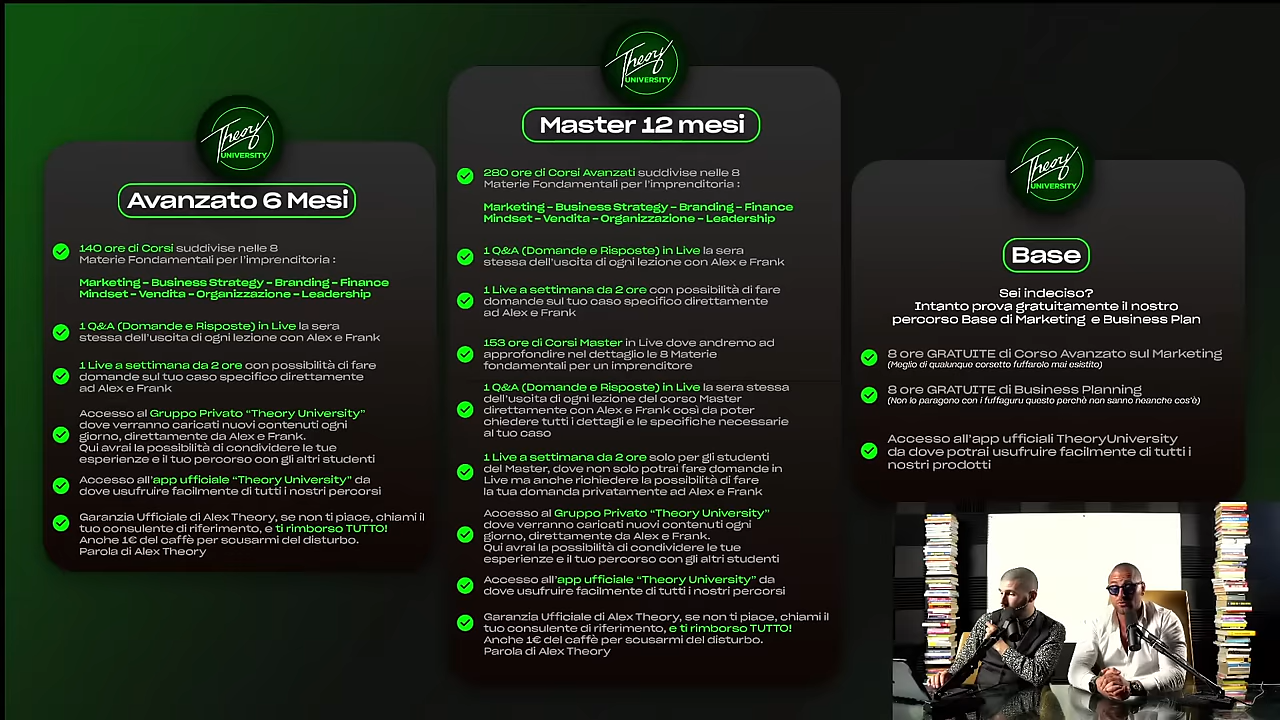 Theory
UNIVERSITY
Avanzato 6 Mesi
140 ore di Corsi suddivise nelle 8
Materie Fondamentali per l'imprenditoria :
Marketing - Business Strategy - Branding - Finance
Mindset - Vendita - Organizzazione - Leadership
1 Q&A (Domande e Risposte) in Live la sera
stessa dell'uscita di ogni lezione con Alex e Frank
1 Live a settimana da 2 ore con possibilità di fare
domande sul tuo caso specifico direttamente
ad Alex e Frank
Accesso al Gruppo Privato "Theory University"
dove verranno caricati nuovi contenuti ogni
giorno, direttamente da Alex e Frank.
Qui avrai la possibilità di condividere le tue
esperienze e il tuo percorso con gli altri studenti
Accesso all'app ufficiale "Theory University" da
dove usufruire facilmente di tutti i nostri percorsi
Garanzia Ufficiale di Alex Theory, se non ti piace, chiami il
tuo consulente di riferimento, e ti rimborso TUTTO!
Anche 1€ del caffè per scusarmi del disturbo.
Parola di Alex Theory
Theory
UNIVERSITY
Master 12 mesi
280 ore di Corsi Avanzati suddivise nelle 8
Materie Fondamentali per l'imprenditoria :
Marketing - Business Strategy - Branding - Finance
Mindset - Vendita - Organizzazione - Leadership
1 Q&A (Domande e Risposte) in Live la sera
stessa dell'uscita di ogni lezione con Alex e Frank
1 Live a settimana da 2 ore con possibilità di fare
domande sul tuo caso specifico direttamente
ad Alex e Frank
153 ore di Corsi Master in Live dove andremo ad
approfondire nel dettaglio le 8 Materie
fondamentali per un imprenditore
1 Q&A (Domande e Risposte) in Live la sera stessa
dell'uscita di ogni lezione del corso Master
direttamente con Alex e Frank così da poter
chiedere tutti i dettagli e le specifiche necessarie
al tuo caso
1 Live a settimana da 2 ore solo per gli studenti
del Master, dove non solo potrai fare domande in
Live ma anche richiedere la possibilità di fare
la tua domanda privatamente ad Alex e Frank
Accesso al Gruppo Privato "Theory University"
dove verranno caricati nuovi contenuti ogni
giorno, direttamente da Alex e Frank.
Qui avrai la possibilità di condividere le tue
esperienze e il tuo percorso con gli altri studenti
Accesso all'app ufficiale "Theory University" da
dove usufruire facilmente di tutti i nostri percorsi
Garanzia Ufficiale di Alex Theory, se non ti piace, chiami il
tuo consulente di riferimento, e ti rimborso TUTTO!
Anche 1€ del caffè per scusarmi del disturbo.
Parola di Alex Theory
Theory
UNIVERSITY
Base
Sei indeciso?
Intanto prova gratuitamente il nostro
percorso Base di Marketing e Business Plan
8 ore GRATUITE di Corso Avanzato sul Marketing
(Meglio di qualunque corsetto fuffarolo mai esistito)
8 ore GRATUITE di Business Planning
(Non lo paragono con i fuffaguru questo perchè non sanno neanche cos'è)
Accesso all'app ufficiali TheoryUniversity
da dove potrai usufruire facilmente di tutti i
nostri prodotti